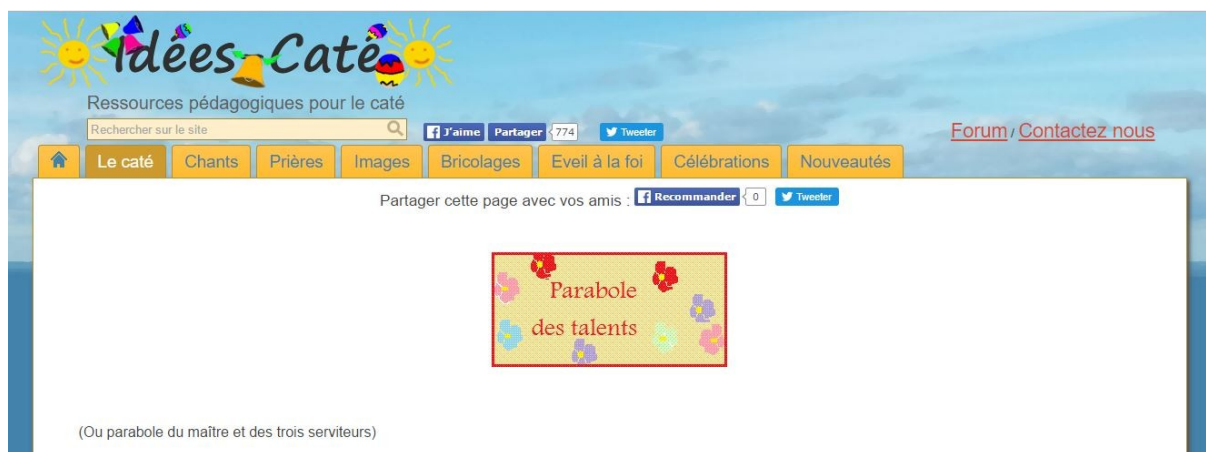 Idées-Caté
Ressources pédagogiques pour le caté
Rechercher sur le site
J'aime Partager 774 Tweeter
Forum / Contactez nous
Le caté Chants Prières Images Bricolages Eveil à la foi Célébrations Nouveautés
Partager cette page avec vos amis : Recommander 0 Tweeter
Parabole
des talents
(Ou parabole du maître et des trois serviteurs)